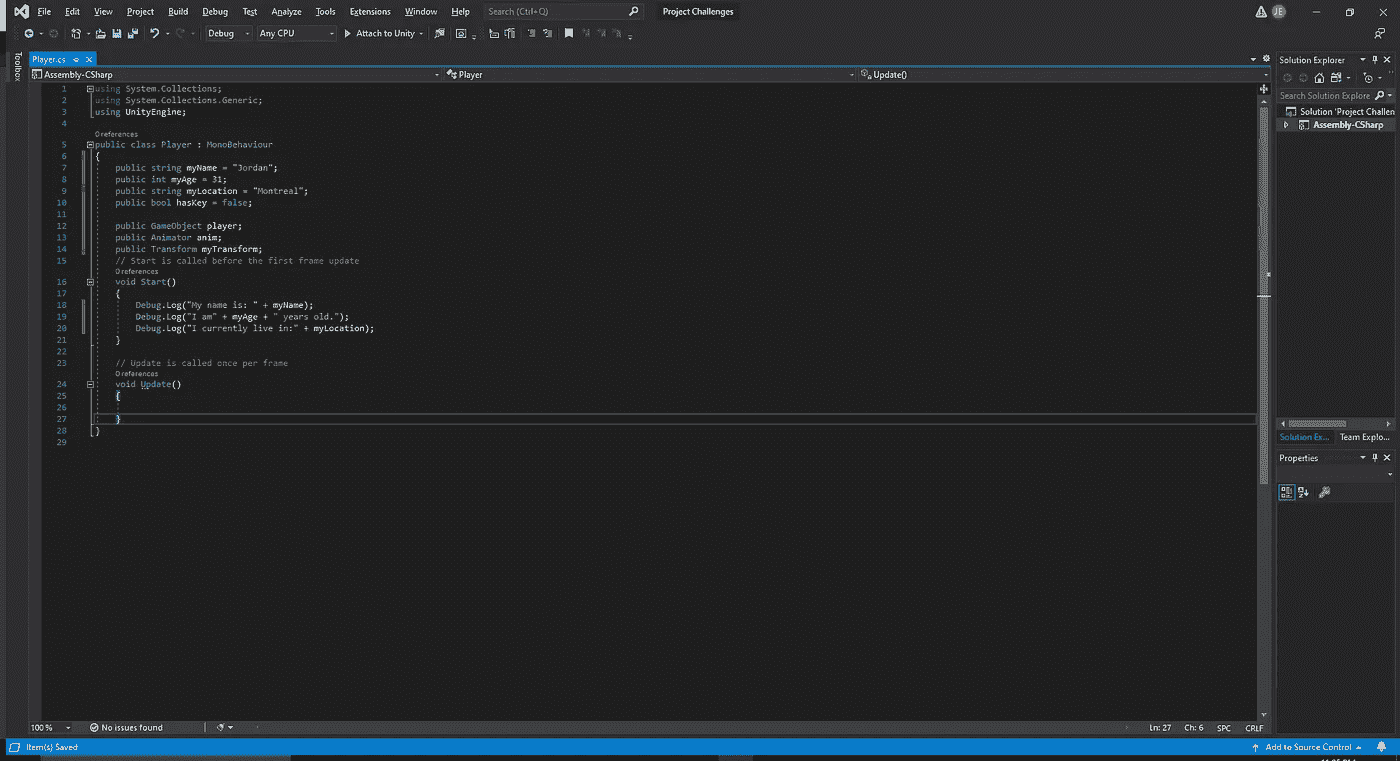 File Edit View Project Build Debug Test Analyze Tools Extensions Window Help Search (Ctrl+Q) Project Challenges JE
Debug Any CPU Attach to Unity
Toolbox
Player.cs
Assembly-CSharp Player Update()
1 using System.Collections;
2 using System.Collections.Generic;
3 using UnityEngine;
4
0 references
5 public class Player : MonoBehaviour
6 {
7 public string myName = "Jordan";
8 public int myAge = 31;
9 public string myLocation = "Montreal";
10 public bool hasKey = false;
11
12 public GameObject player;
13 public Animator anim;
14 public Transform myTransform;
15 // Start is called before the first frame update
0 references
16 void Start()
17 {
18 Debug.Log("My name is: " + myName);
19 Debug.Log("I am" + myAge + " years old.");
20 Debug.Log("I currently live in:" + myLocation);
21 }
22
23 // Update is called once per frame
0 references
24 void Update()
25 {
26
27 }
28 }
29
Solution Explorer
Search Solution Explore
Solution 'Project Challen
Assembly-CSharp
Solution Ex... Team Explo...
Properties
100 % No issues found Ln: 27 Ch: 6 SPC CRLF
Item(s) Saved Add to Source Control